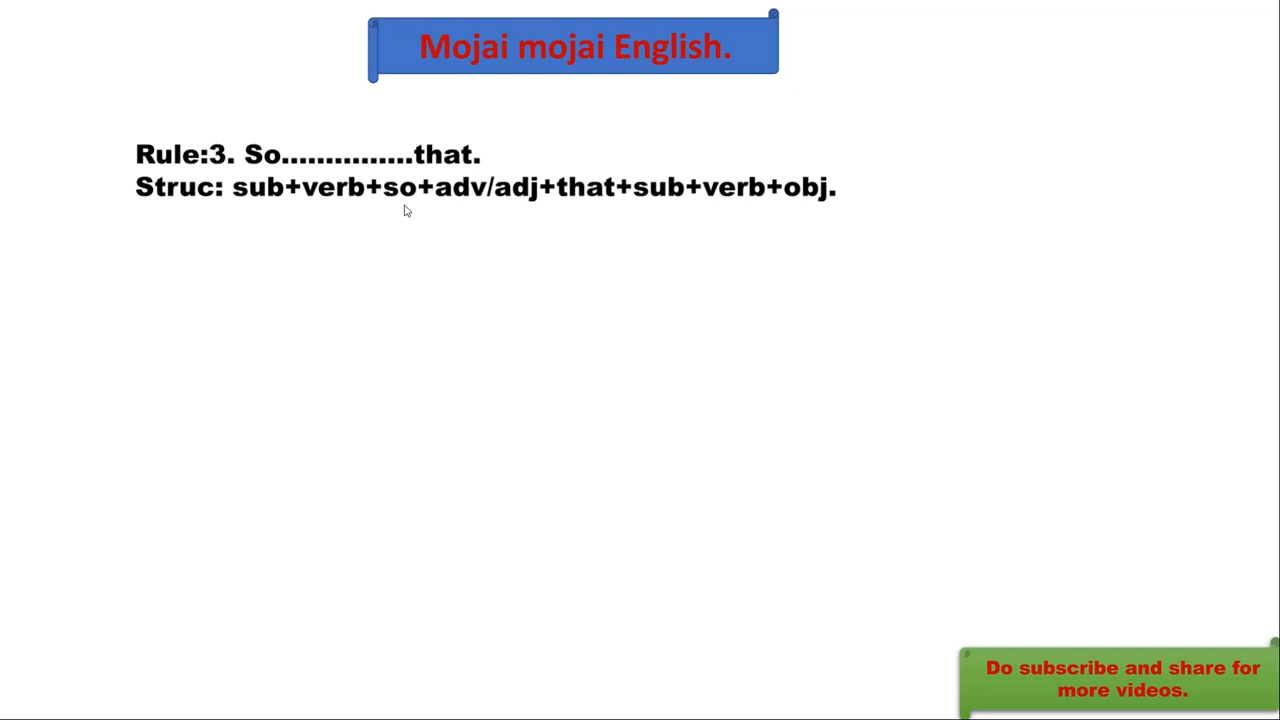 Mojai mojai English.
Rule:3. So...............that.
Struc: sub+verb+so+adv/adj+that+sub+verb+obj.
Do subscribe and share for
more videos.